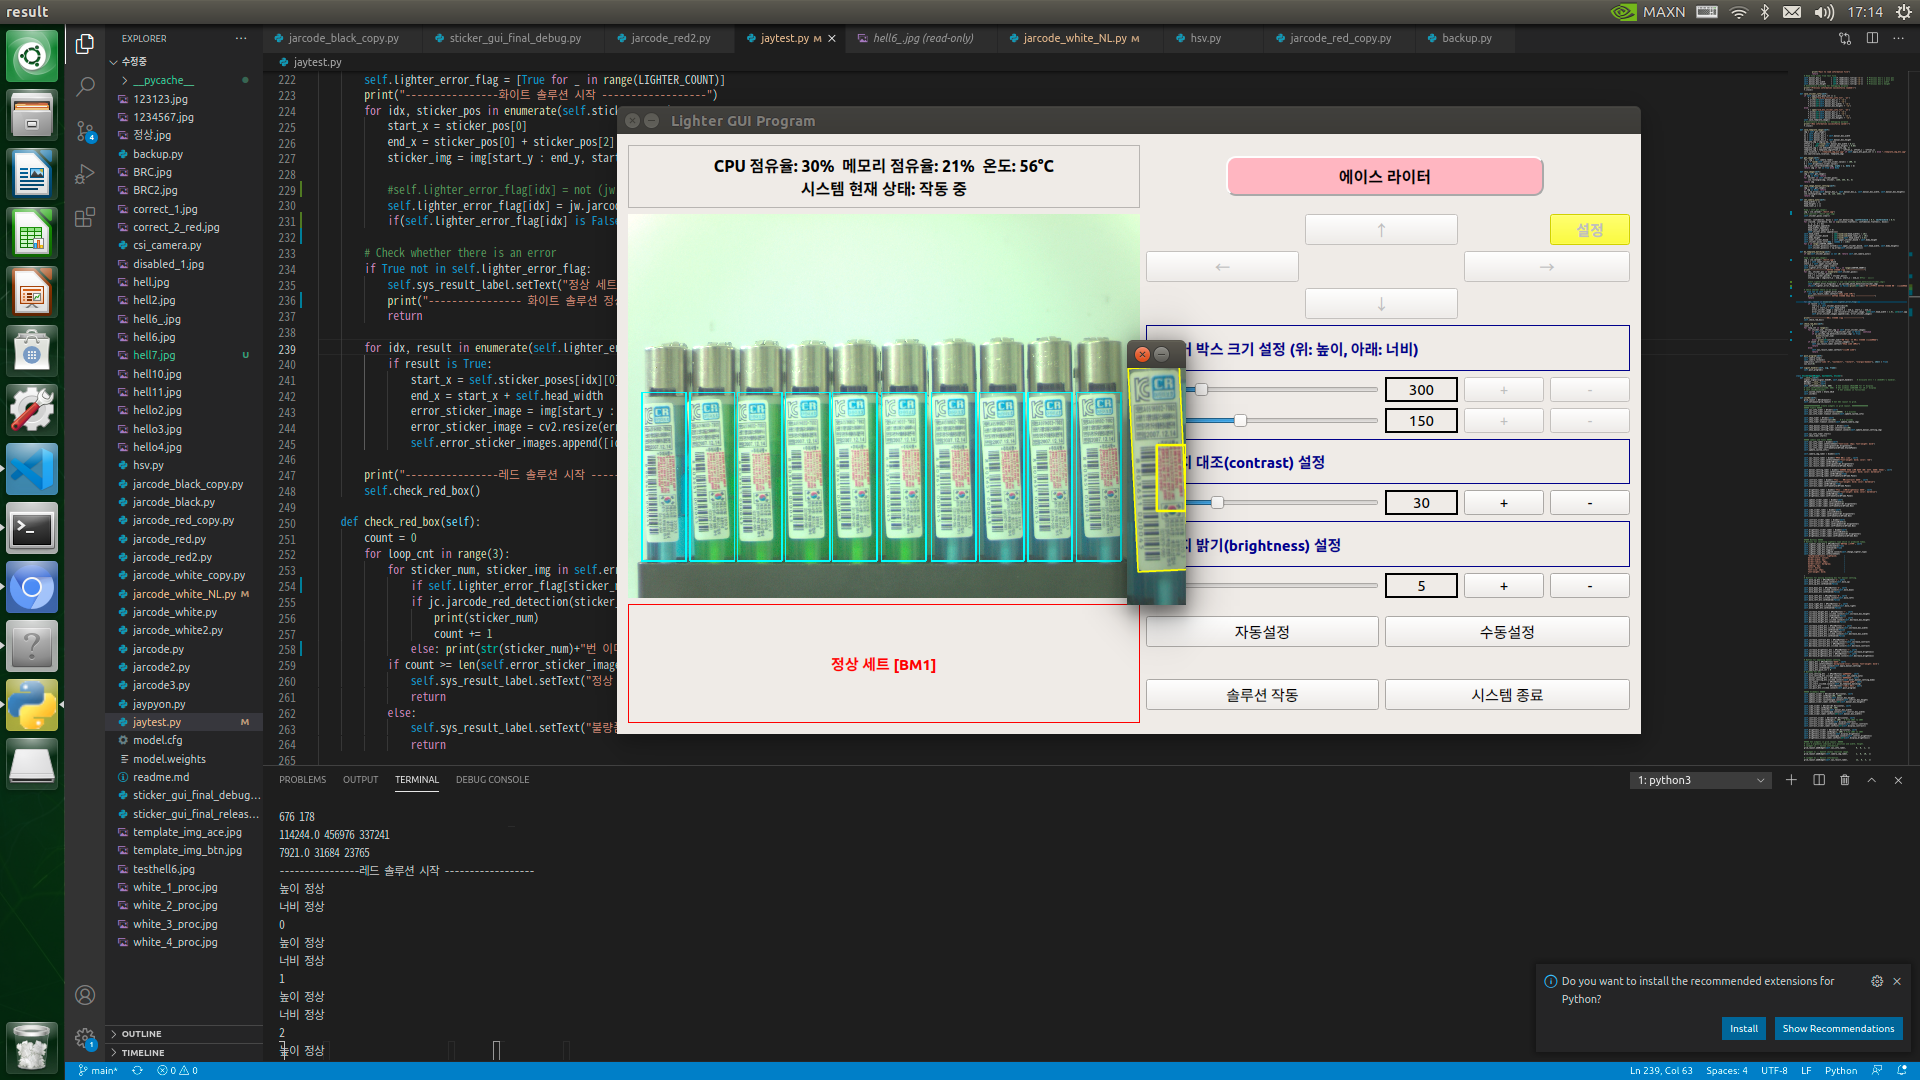 result
MAXN
17:14
EXPLORER
jarcode_black_copy.py
sticker_gui_final_debug.py
jarcode_red2.py
jaytest.py M
hell6_.jpg (read-only)
jarcode_white_NL.py M
hsv.py
jarcode_red_copy.py
backup.py
수정중
__pycache__
123123.jpg
1234567.jpg
정상.jpg
backup.py
BRC.jpg
BRC2.jpg
correct_1.jpg
correct_2_red.jpg
csi_camera.py
disabled_1.jpg
hell.jpg
hell2.jpg
hell6_.jpg
hell6.jpg
hell7.jpg U
hell10.jpg
hell11.jpg
hello2.jpg
hello3.jpg
hello4.jpg
hsv.py
jarcode_black_copy.py
jarcode_black.py
jarcode_red_copy.py
jarcode_red.py
jarcode_red2.py
jarcode_white_copy.py
jarcode_white_NL.py M
jarcode_white.py
jarcode_white2.py
jarcode.py
jarcode2.py
jarcode3.py
jaypyon.py
jaytest.py M
model.cfg
model.weights
readme.md
sticker_gui_final_debug...
sticker_gui_final_releas...
template_img_ace.jpg
template_img_btn.jpg
testhell6.jpg
white_1_proc.jpg
white_2_proc.jpg
white_3_proc.jpg
white_4_proc.jpg
OUTLINE
TIMELINE
jaytest.py
222 self.lighter_error_flag = [True for _ in range(LIGHTER_COUNT)]
223 print("----------------화이트 솔루션 시작 ------------------")
224 for idx, sticker_pos in enumerate(self.stic
225 start_x = sticker_pos[0]
226 end_x = sticker_pos[0] + sticker_pos[2]
227 sticker_img = img[start_y : end_y, star
228
229 #self.lighter_error_flag[idx] = not (jw
230 self.lighter_error_flag[idx] = jw.jarco
231 if(self.lighter_error_flag[idx] is False
232
233 # Check whether there is an error
234 if True not in self.lighter_error_flag:
235 self.sys_result_label.setText("정상 세트
236 print("---------------- 화이트 솔루션 정상
237 return
238
239 for idx, result in enumerate(self.lighter_er
240 if result is True:
241 start_x = self.sticker_poses[idx][0]
242 end_x = start_x + self.head_width
243 error_sticker_image = img[start_y :
244 error_sticker_image = cv2.resize(err
245 self.error_sticker_images.append([id
246
247 print("----------------레드 솔루션 시작 -----
248 self.check_red_box()
249
250 def check_red_box(self):
251 count = 0
252 for loop_cnt in range(3):
253 for sticker_num, sticker_img in self.err
254 if self.lighter_error_flag[sticker_n
255 if jc.jarcode_red_detection(sticker_
256 print(sticker_num)
257 count += 1
258 else: print(str(sticker_num)+"번 이미
259 if count >= len(self.error_sticker_image
260 self.sys_result_label.setText("정상
261 return
262 else:
263 self.sys_result_label.setText("불량품
264 return
265
Lighter GUI Program
CPU 점유율: 30% 메모리 점유율: 21% 온도: 56°C
시스템 현재 상태: 작동 중
에이스 라이터
↑
설정
←
→
↓
박스 크기 설정 (위: 높이, 아래: 너비)
300 + -
150 + -
대조(contrast) 설정
30 + -
밝기(brightness) 설정
5 + -
자동설정
수동설정
솔루션 작동
시스템 종료
정상 세트 [BM1]
PROBLEMS
OUTPUT
TERMINAL
DEBUG CONSOLE
1: python3
676 178
114244.0 456976 337241
7921.0 31684 23765
----------------레드 솔루션 시작 ------------------
높이 정상
너비 정상
0
높이 정상
너비 정상
1
높이 정상
너비 정상
2
높이 정상
Do you want to install the recommended extensions for
Python?
Install
Show Recommendations
main*
0
0
Ln 239, Col 63
Spaces: 4
UTF-8
LF
Python